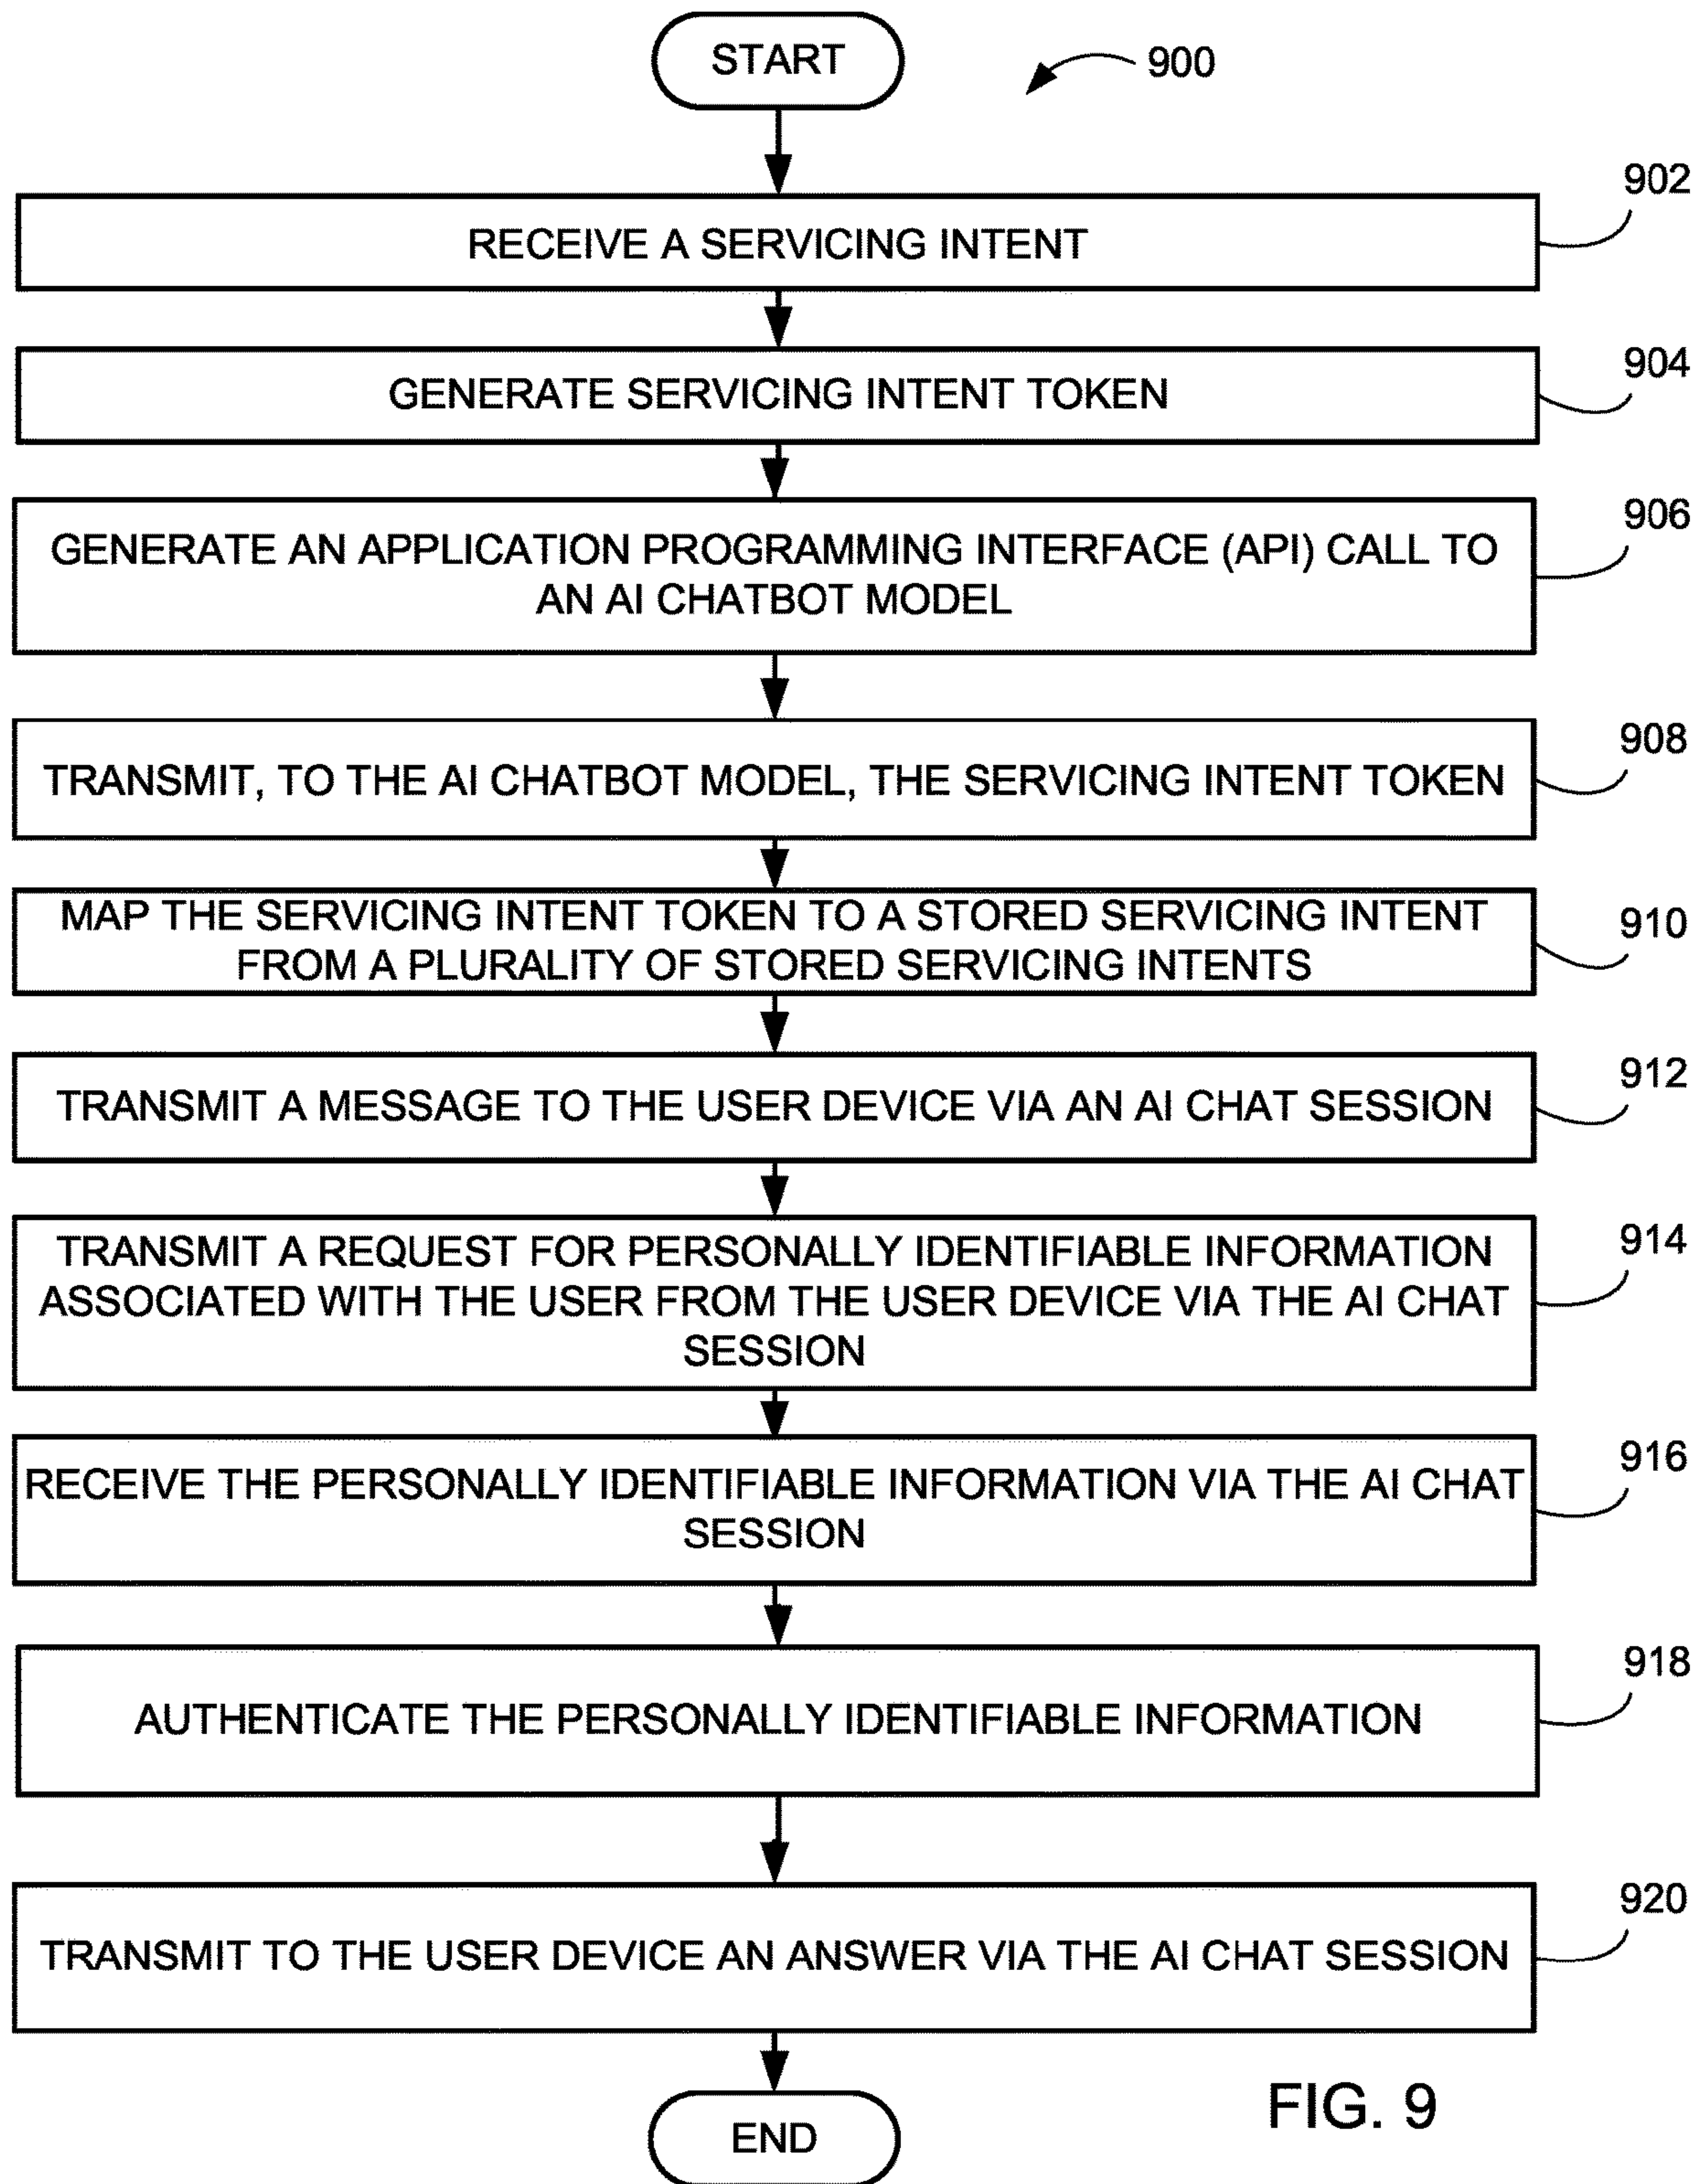 START
900
902
RECEIVE A SERVICING INTENT
904
GENERATE SERVICING INTENT TOKEN
906
GENERATE AN APPLICATION PROGRAMMING INTERFACE (API) CALL TO
AN AI CHATBOT MODEL
908
TRANSMIT, TO THE AI CHATBOT MODEL, THE SERVICING INTENT TOKEN
910
MAP THE SERVICING INTENT TOKEN TO A STORED SERVICING INTENT
FROM A PLURALITY OF STORED SERVICING INTENTS
912
TRANSMIT A MESSAGE TO THE USER DEVICE VIA AN AI CHAT SESSION
914
TRANSMIT A REQUEST FOR PERSONALLY IDENTIFIABLE INFORMATION
ASSOCIATED WITH THE USER FROM THE USER DEVICE VIA THE AI CHAT
SESSION
916
RECEIVE THE PERSONALLY IDENTIFIABLE INFORMATION VIA THE AI CHAT
SESSION
918
AUTHENTICATE THE PERSONALLY IDENTIFIABLE INFORMATION
920
TRANSMIT TO THE USER DEVICE AN ANSWER VIA THE AI CHAT SESSION
FIG. 9
END